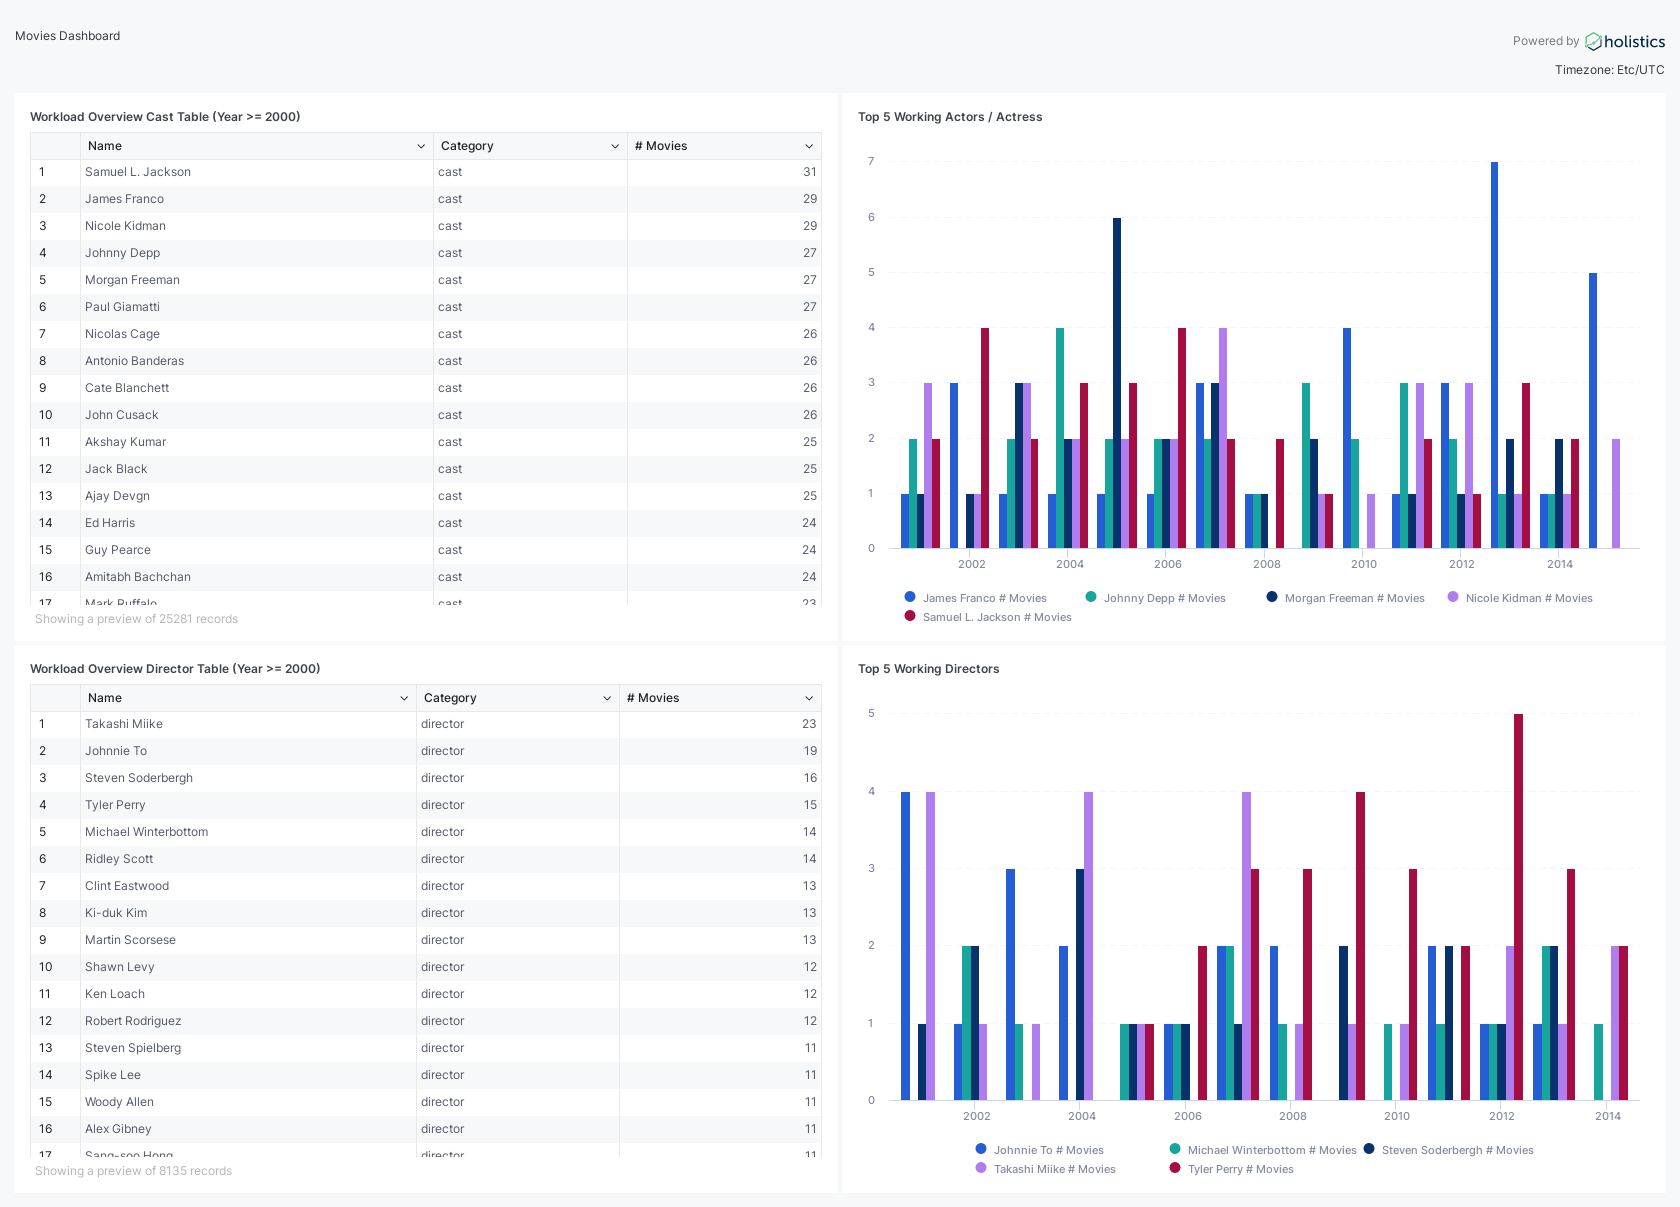 Movies Dashboard
Powered by holistics
Timezone: Etc/UTC
Workload Overview Cast Table (Year >= 2000)
Name Category # Movies
1 Samuel L. Jackson cast 31
2 James Franco cast 29
3 Nicole Kidman cast 29
4 Johnny Depp cast 27
5 Morgan Freeman cast 27
6 Paul Giamatti cast 27
7 Nicolas Cage cast 26
8 Antonio Banderas cast 26
9 Cate Blanchett cast 26
10 John Cusack cast 26
11 Akshay Kumar cast 25
12 Jack Black cast 25
13 Ajay Devgn cast 25
14 Ed Harris cast 24
15 Guy Pearce cast 24
16 Amitabh Bachchan cast 24
17 Mark Ruffalo cast 23
Showing a preview of 25281 records
Top 5 Working Actors / Actress
7
6
5
4
3
2
1
0
2002 2004 2006 2008 2010 2012 2014
James Franco # Movies Johnny Depp # Movies Morgan Freeman # Movies Nicole Kidman # Movies
Samuel L. Jackson # Movies
Workload Overview Director Table (Year >= 2000)
Name Category # Movies
1 Takashi Miike director 23
2 Johnnie To director 19
3 Steven Soderbergh director 16
4 Tyler Perry director 15
5 Michael Winterbottom director 14
6 Ridley Scott director 14
7 Clint Eastwood director 13
8 Ki-duk Kim director 13
9 Martin Scorsese director 13
10 Shawn Levy director 12
11 Ken Loach director 12
12 Robert Rodriguez director 12
13 Steven Spielberg director 11
14 Spike Lee director 11
15 Woody Allen director 11
16 Alex Gibney director 11
17 Sang-soo Hong director 11
Showing a preview of 8135 records
Top 5 Working Directors
5
4
3
2
1
0
2002 2004 2006 2008 2010 2012 2014
Johnnie To # Movies Michael Winterbottom # Movies Steven Soderbergh # Movies
Takashi Miike # Movies Tyler Perry # Movies